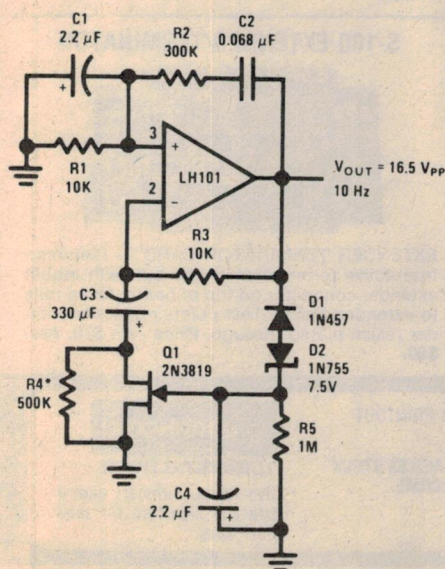 C1
2.2 µF
R2
300K
C2
0.068 µF
+
R1
10K
3
+
LH101
2
−
V_OUT = 16.5 V_PP
10 Hz
R3
10K
C3
330 µF
+
D1
1N457
D2
1N755
7.5V
Q1
2N3819
R4
500K
R5
1M
C4
2.2 µF
+